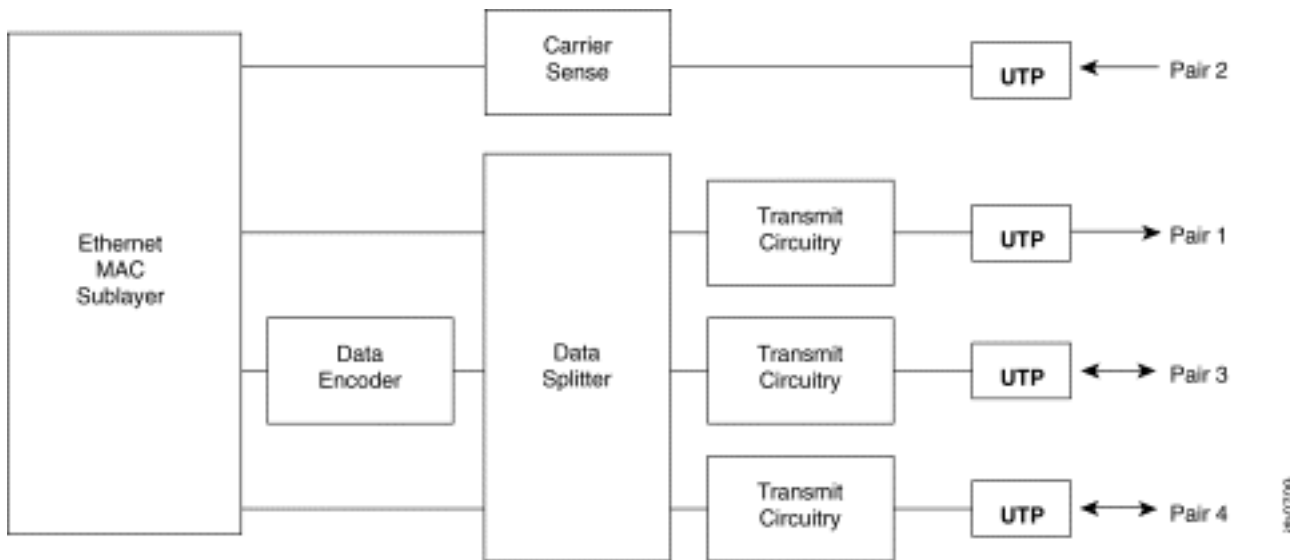 Carrier
Sense
UTP
Pair 2
Ethernet
MAC
Sublayer
Transmit
Circuitry
UTP
Pair 1
Data
Encoder
Data
Splitter
Transmit
Circuitry
UTP
Pair 3
Transmit
Circuitry
UTP
Pair 4